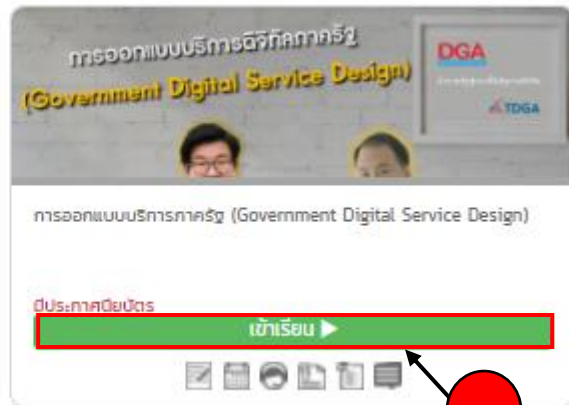 การออกแบบบริการดิจิทัลภาครัฐ
(Government Digital Service Design)
DGA
TDGA
การออกแบบบริการภาครัฐ (Government Digital Service Design)
มีประกาศนียบัตร
เข้าเรียน